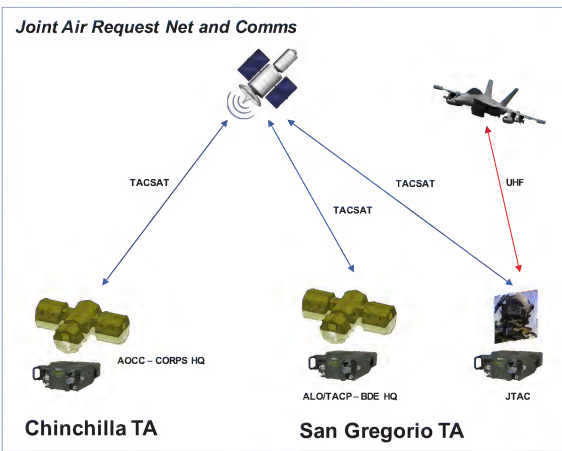 Joint Air Request Net and Comms
TACSAT
TACSAT
UHF
TACSAT
AOCC – CORPS HQ
ALO/TACP – BDE HQ
JTAC
Chinchilla TA
San Gregorio TA